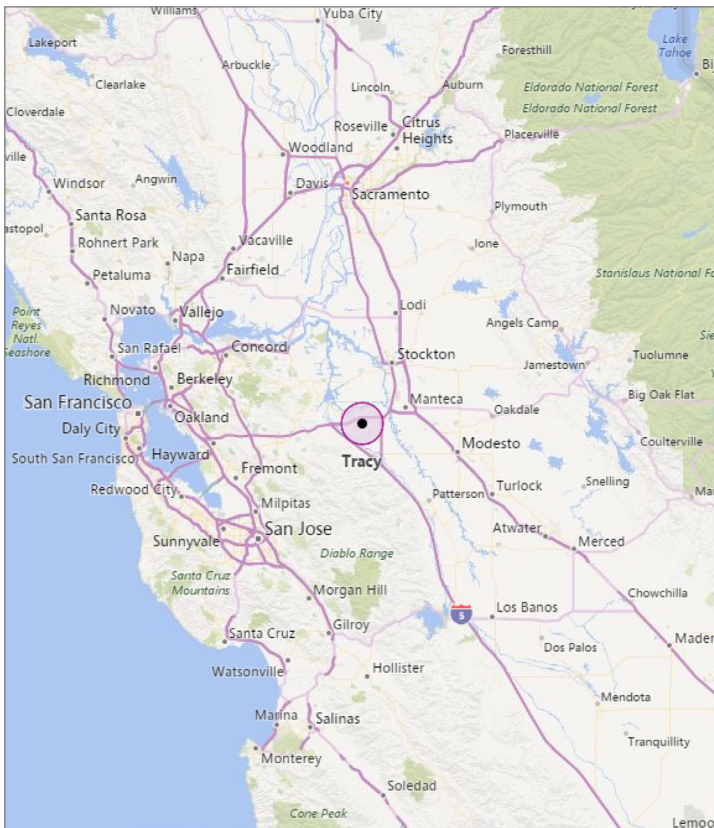 Williams
Yuba City
Lakeport
Lake
Tahoe
Foresthill
Arbuckle
Clearlake
Lincoln
Auburn
Eldorado National Forest
Eldorado National Forest
Cloverdale
Roseville
Citrus
Heights
Placerville
ville
Woodland
Angwin
Windsor
Davis
Sacramento
Plymouth
Santa Rosa
astopol
Rohnert Park
Vacaville
Ione
Napa
Fairfield
Stanislaus National F
Petaluma
Point
Reyes
Natl.
Seashore
Novato
Vallejo
Lodi
Angels Camp
San Rafael
Concord
Stockton
Jamestown
Tuolumne
Richmond
Berkeley
San Francisco
Oakland
Manteca
Oakdale
Big Oak Flat
Daly City
Hayward
Modesto
Coulterville
South San Francisco
Tracy
Fremont
Redwood City
Patterson
Turlock
Snelling
Milpitas
San Jose
Sunnyvale
Atwater
Merced
Diablo Range
Santa Cruz
Mountains
Morgan Hill
Chowchilla
5
Los Banos
Santa Cruz
Gilroy
Dos Palos
Mader
Watsonville
Hollister
Mendota
Marina
Salinas
Tranquillity
Monterey
Soledad
Cone Peak
Lemoo